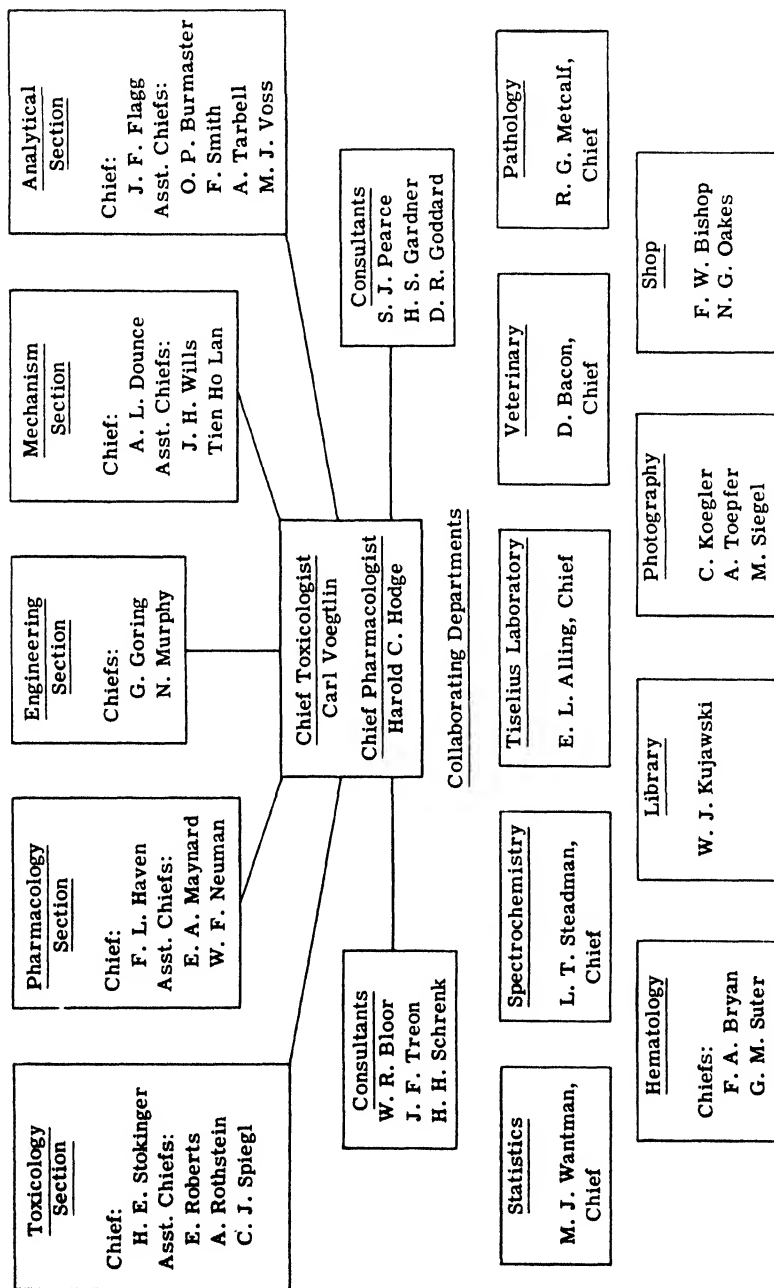 Toxicology
Section
Chief:
H. E. Stokinger
Asst. Chiefs:
E. Roberts
A. Rothstein
C. J. Spiegl
Pharmacology
Section
Chief:
F. L. Haven
Asst. Chiefs:
E. A. Maynard
W. F. Neuman
Engineering
Section
Chiefs:
G. Goring
N. Murphy
Mechanism
Section
Chief:
A. L. Dounce
Asst. Chiefs:
J. H. Wills
Tien Ho Lan
Analytical
Section
Chief:
J. F. Flagg
Asst. Chiefs:
O. P. Burmaster
F. Smith
A. Tarbell
M. J. Voss
Chief Toxicologist
Carl Voegtlin
Chief Pharmacologist
Harold C. Hodge
Consultants
W. R. Bloor
J. F. Treon
H. H. Schrenk
Consultants
S. J. Pearce
H. S. Gardner
D. R. Goddard
Collaborating Departments
Statistics
M. J. Wantman,
Chief
Spectrochemistry
L. T. Steadman,
Chief
Tiselius Laboratory
E. L. Alling, Chief
Veterinary
D. Bacon,
Chief
Pathology
R. G. Metcalf,
Chief
Hematology
Chiefs:
F. A. Bryan
G. M. Suter
Library
W. J. Kujawski
Photography
C. Koegler
A. Toepfer
M. Siegel
Shop
F. W. Bishop
N. G. Oakes